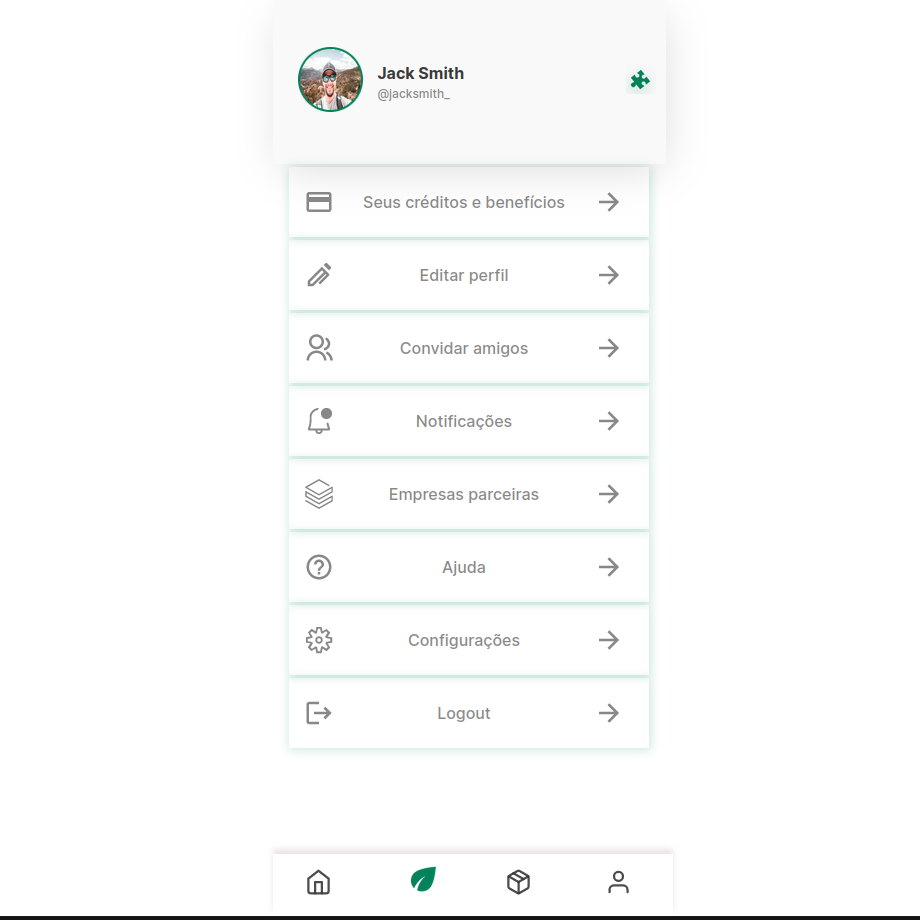 Jack Smith
@jacksmith_
Seus créditos e benefícios
Editar perfil
Convidar amigos
Notificações
Empresas parceiras
Ajuda
Configurações
Logout